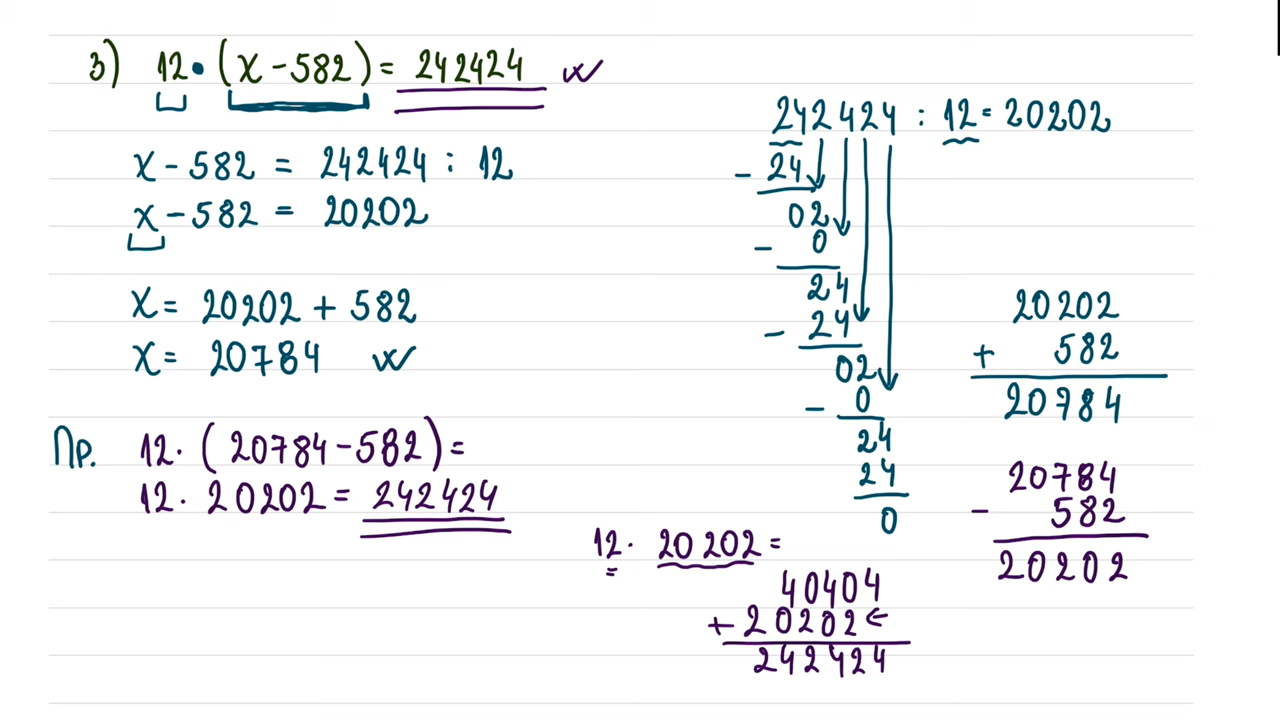 3) 12 · (x - 582) = 242424
x - 582 = 242424 : 12
x - 582 = 20202
x = 20202 + 582
x = 20784
Пр. 12 · (20784 - 582) =
12 · 20202 = 242424
242424 : 12 = 20202
- 24
02
- 0
24
- 24
02
- 0
24
24
0
20202
+ 582
20784
20784
- 582
20202
12 · 20202 =
40404
+ 20202 ←
242424